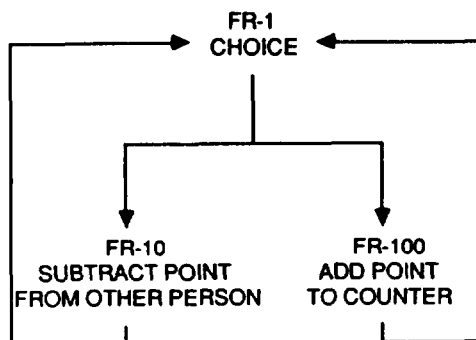 FR-1
CHOICE
FR-10
SUBTRACT POINT
FROM OTHER PERSON
FR-100
ADD POINT
TO COUNTER